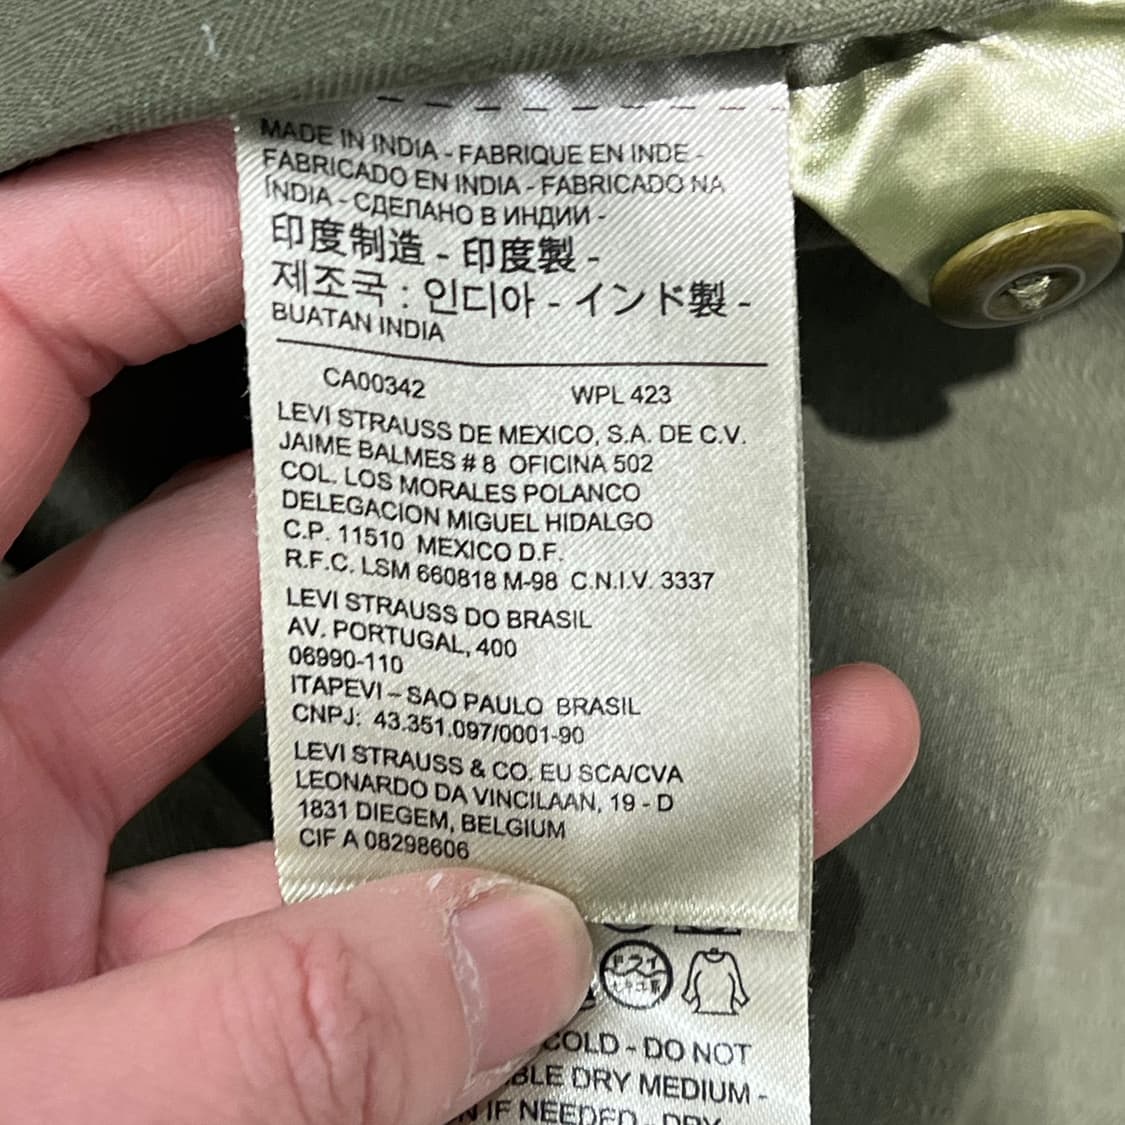 MADE IN INDIA - FABRIQUE EN INDE -
FABRICADO EN INDIA - FABRICADO NA
ÍNDIA - СДЕЛАНО В ИНДИИ -
印度制造 - 印度製 -
제조국 : 인디아 - インド製 -
BUATAN INDIA
CA00342 WPL 423
LEVI STRAUSS DE MEXICO, S.A. DE C.V.
JAIME BALMES # 8 OFICINA 502
COL. LOS MORALES POLANCO
DELEGACION MIGUEL HIDALGO
C.P. 11510 MEXICO D.F.
R.F.C. LSM 660818 M-98 C.N.I.V. 3337
LEVI STRAUSS DO BRASIL
AV. PORTUGAL, 400
06990-110
ITAPEVI – SAO PAULO BRASIL
CNPJ: 43.351.097/0001-90
LEVI STRAUSS & CO. EU SCA/CVA
LEONARDO DA VINCILAAN, 19 - D
1831 DIEGEM, BELGIUM
CIF A 08298606
ドライ
COLD - DO NOT
DRY MEDIUM -
IF NEEDED - DRY